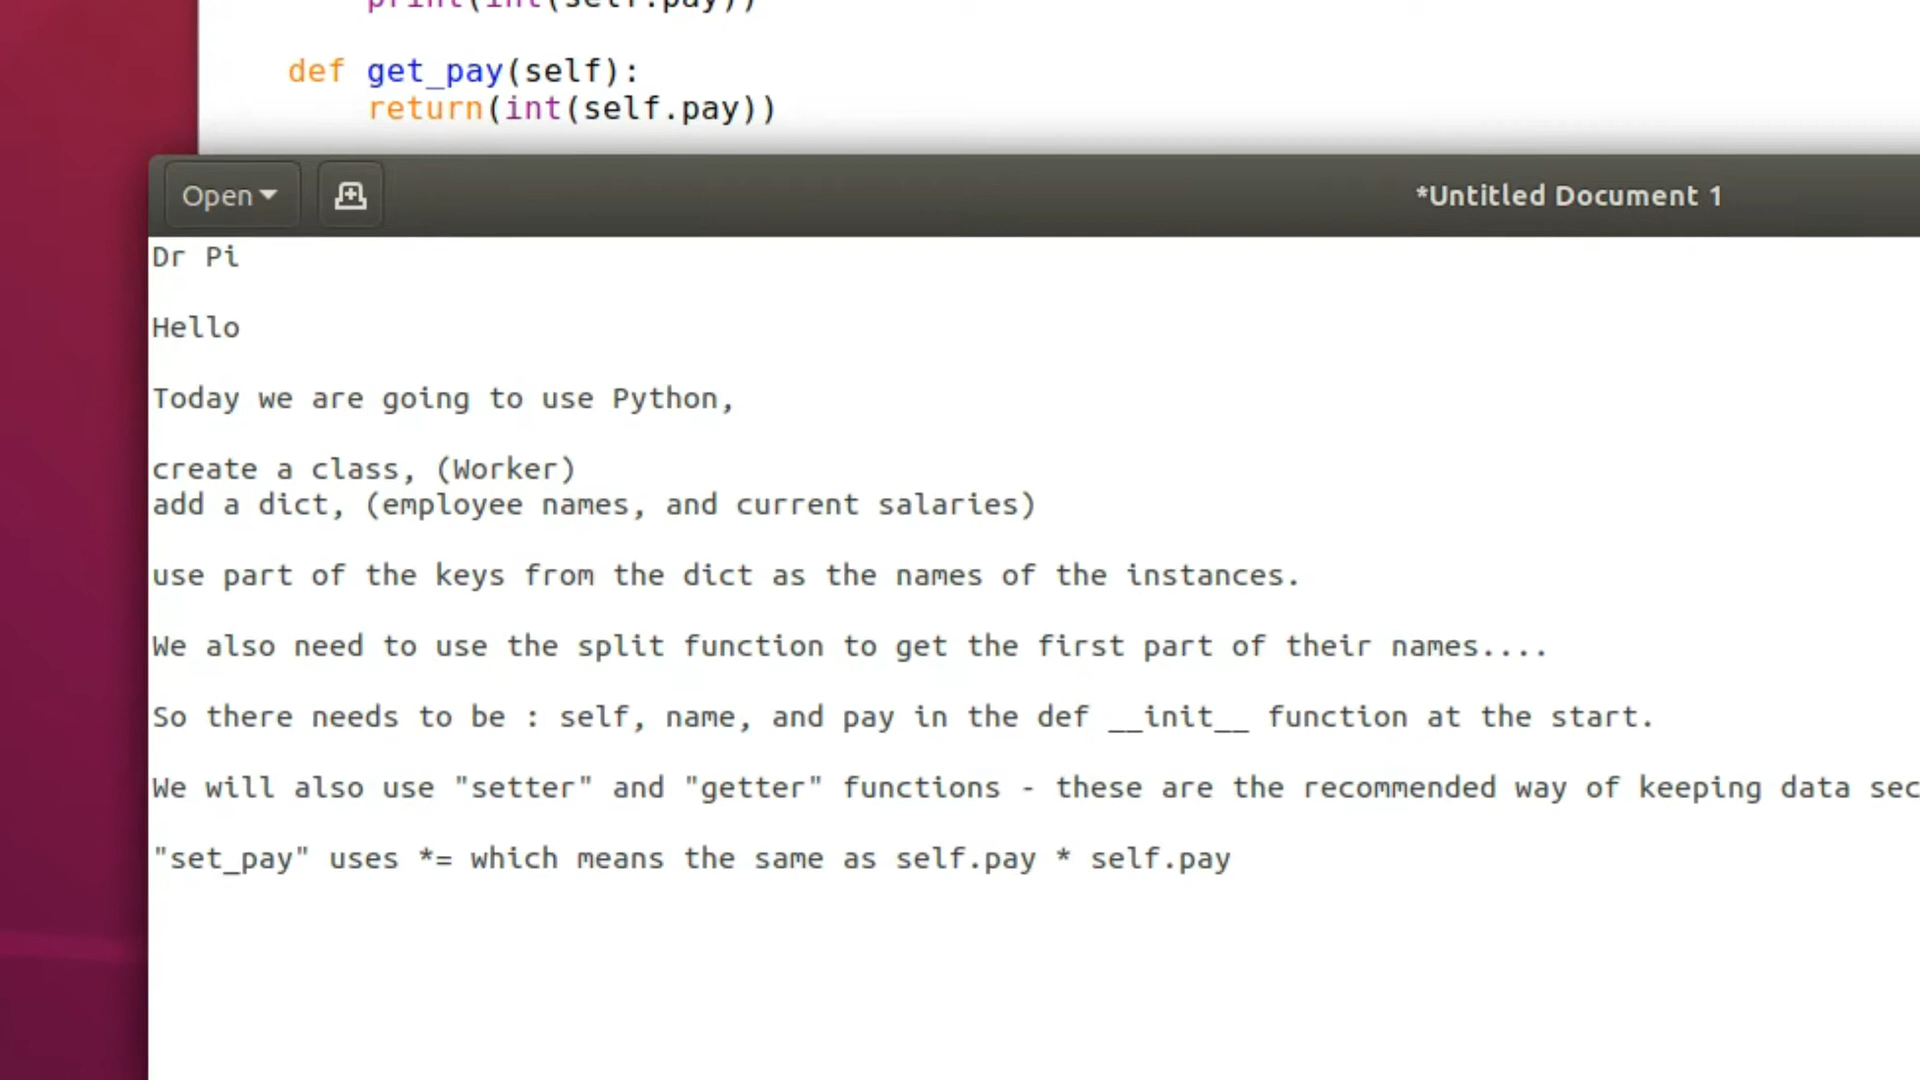 print(int(self.pay))
def get_pay(self):
return(int(self.pay))
Open
*Untitled Document 1
Dr Pi
Hello
Today we are going to use Python,
create a class, (Worker)
add a dict, (employee names, and current salaries)
use part of the keys from the dict as the names of the instances.
We also need to use the split function to get the first part of their names....
So there needs to be : self, name, and pay in the def __init__ function at the start.
We will also use "setter" and "getter" functions - these are the recommended way of keeping data sec
"set_pay" uses *= which means the same as self.pay * self.pay